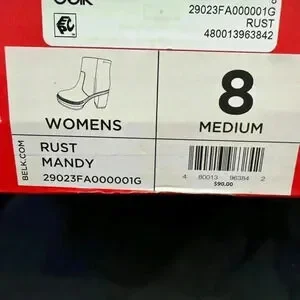 29023FA000001G
RUST
480013963842
WOMENS
8
MEDIUM
BELK.COM
RUST
MANDY
29023FA000001G
4 80013 96384 2
$90.00